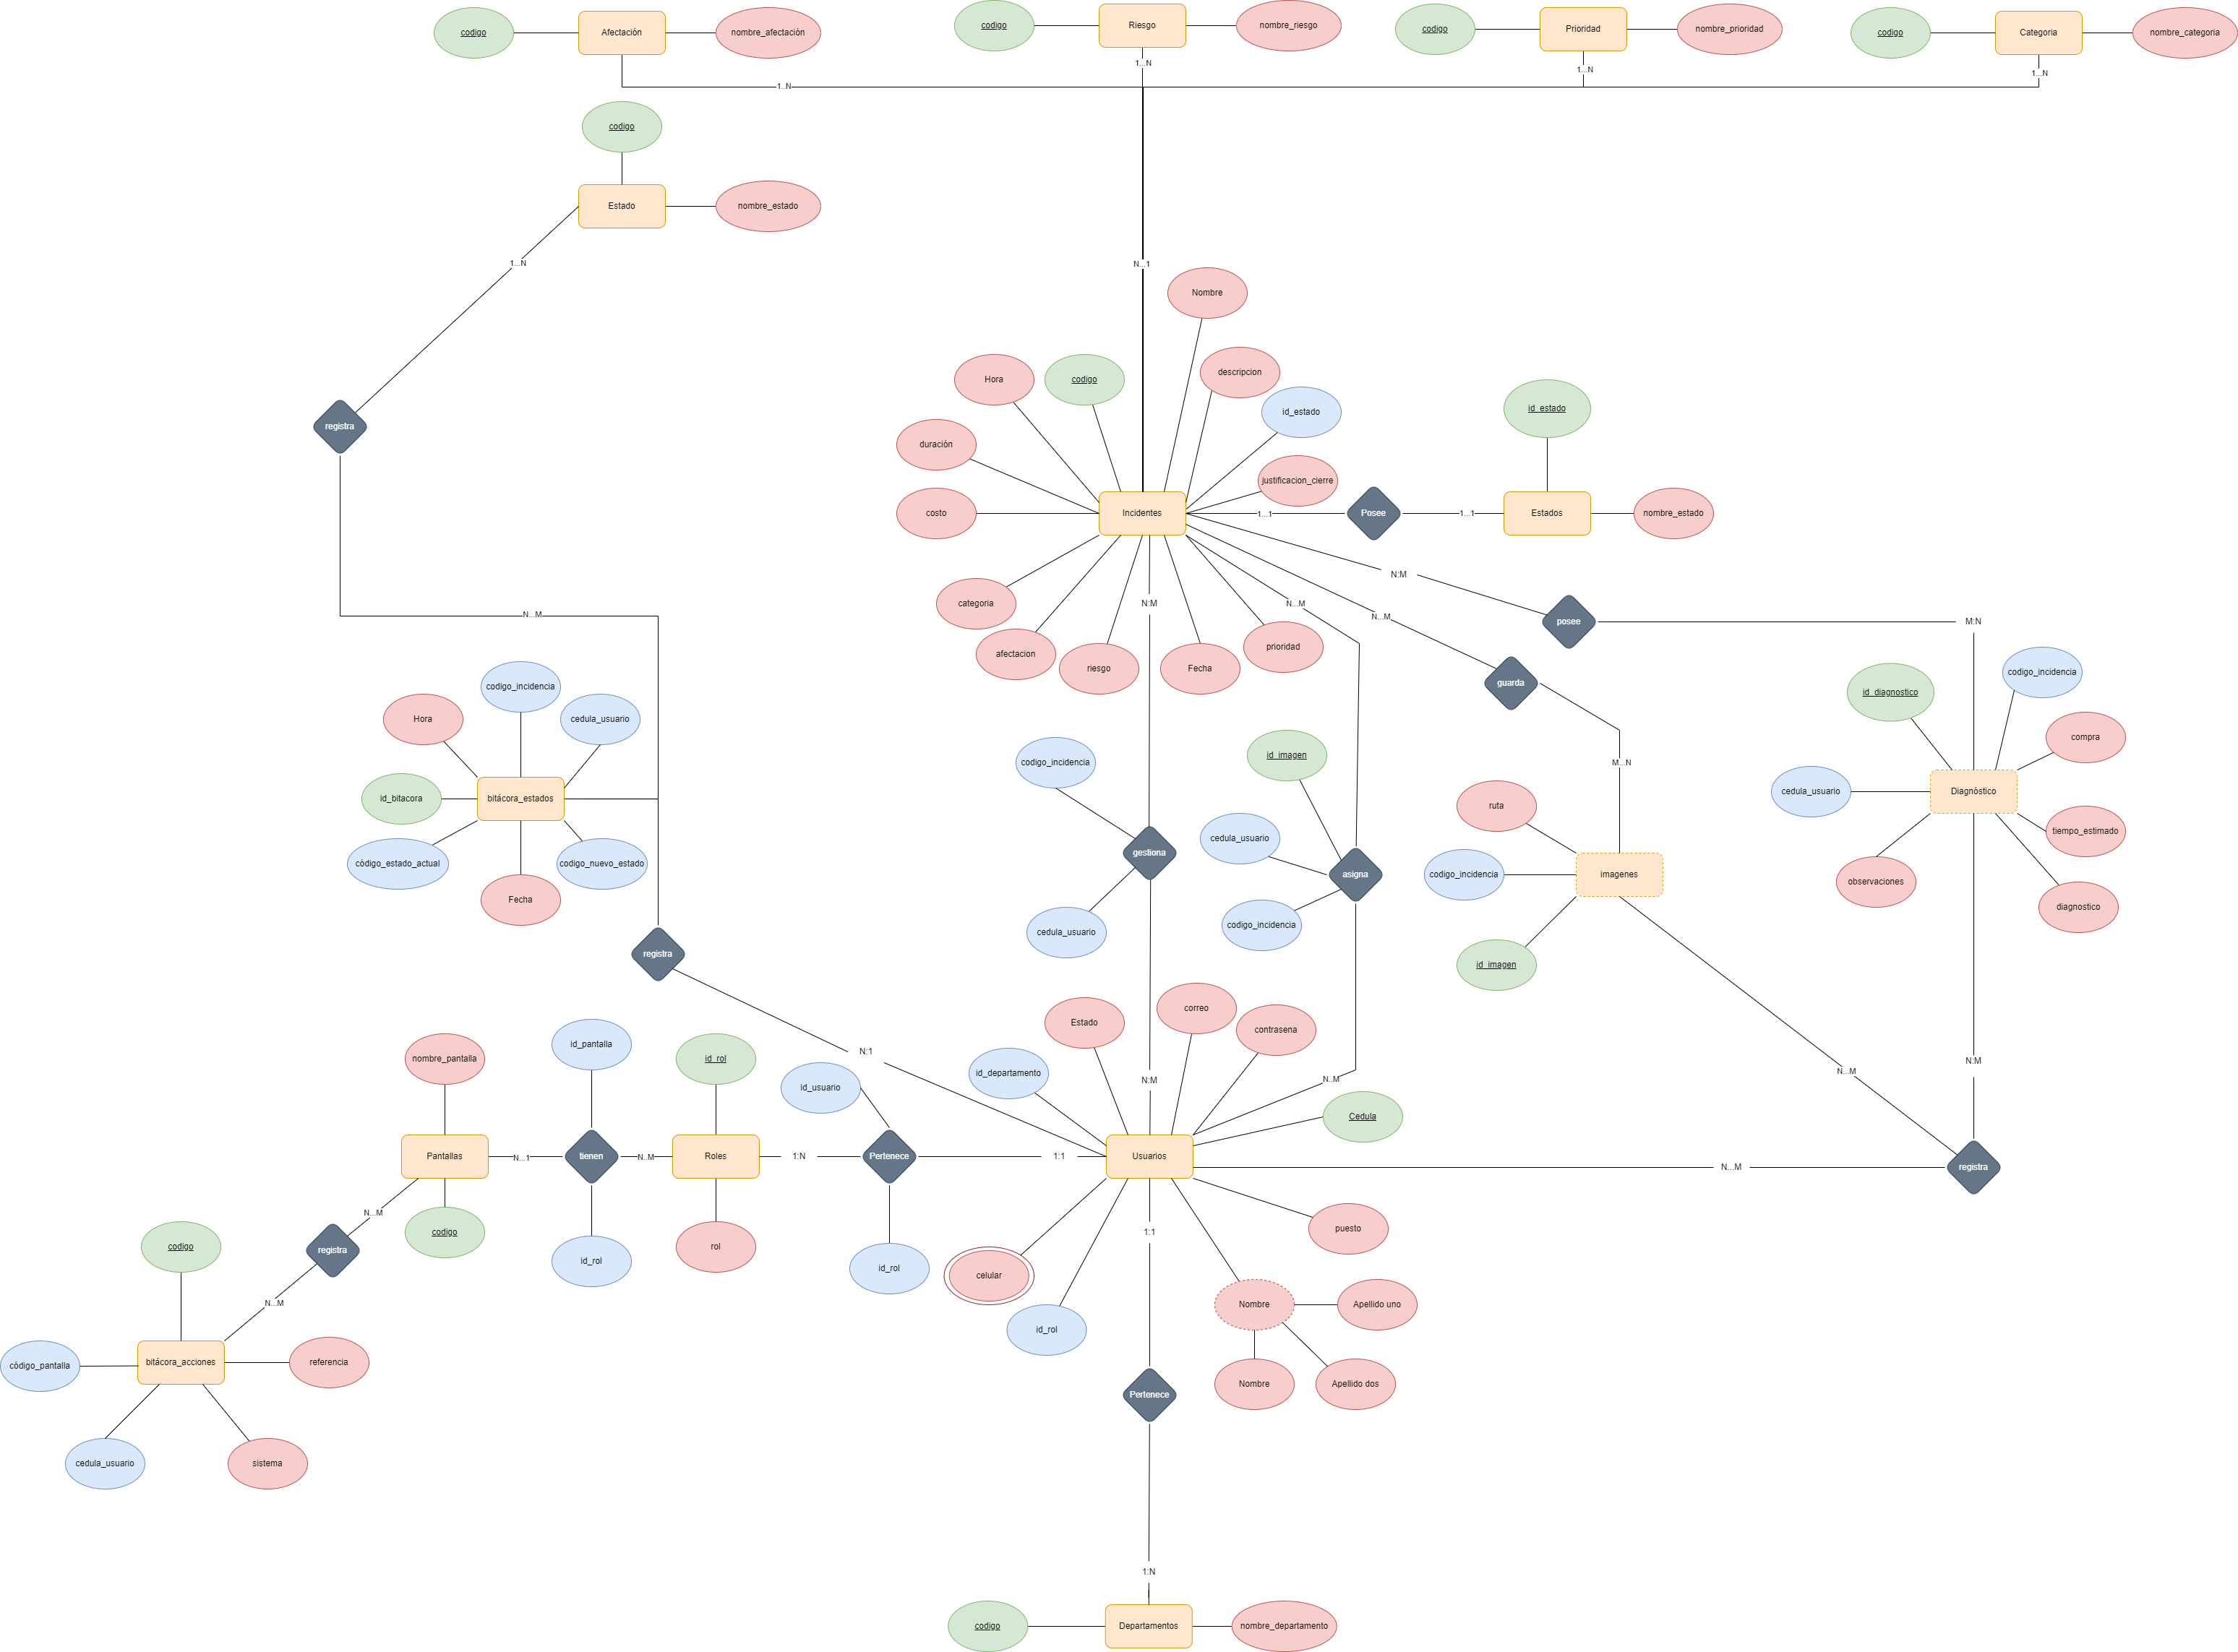 codigo
Afectación
nombre_afectación
codigo
Riesgo
nombre_riesgo
codigo
Prioridad
nombre_prioridad
codigo
Categoria
nombre_categoria
1...N
1...N
1...N
1...N
codigo
Estado
nombre_estado
1...N
N...1
Nombre
Hora
codigo
descripcion
id_estado
id_estado
registra
duración
justificacion_cierre
costo
Incidentes
1...1
Posee
1...1
Estados
nombre_estado
N:M
categoria
N:M
N...M
N...M
N...M
posee
M:N
afectacion
riesgo
Fecha
prioridad
guarda
codigo_incidencia
Hora
cedula_usuario
id_diagnostico
codigo_incidencia
compra
codigo_incidencia
id_imagen
M...N
id_bitacora
bitácora_estados
cedula_usuario
Diagnóstico
ruta
tiempo_estimado
código_estado_actual
codigo_nuevo_estado
gestiona
cedula_usuario
asigna
codigo_incidencia
imagenes
observaciones
diagnostico
Fecha
cedula_usuario
codigo_incidencia
registra
id_imagen
Estado
correo
contrasena
nombre_pantalla
id_pantalla
id_rol
N:1
id_departamento
id_usuario
N:M
N..M
N...M
N:M
Cedula
Pantallas
N...1
tienen
N..M
Roles
1:N
Pertenece
1:1
Usuarios
N...M
registra
N...M
codigo
registra
codigo
id_rol
rol
id_rol
1:1
puesto
celular
N...M
id_rol
Nombre
Apellido uno
código_pantalla
bitácora_acciones
referencia
Nombre
Apellido dos
Pertenece
cedula_usuario
sistema
1:N
codigo
Departamentos
nombre_departamento